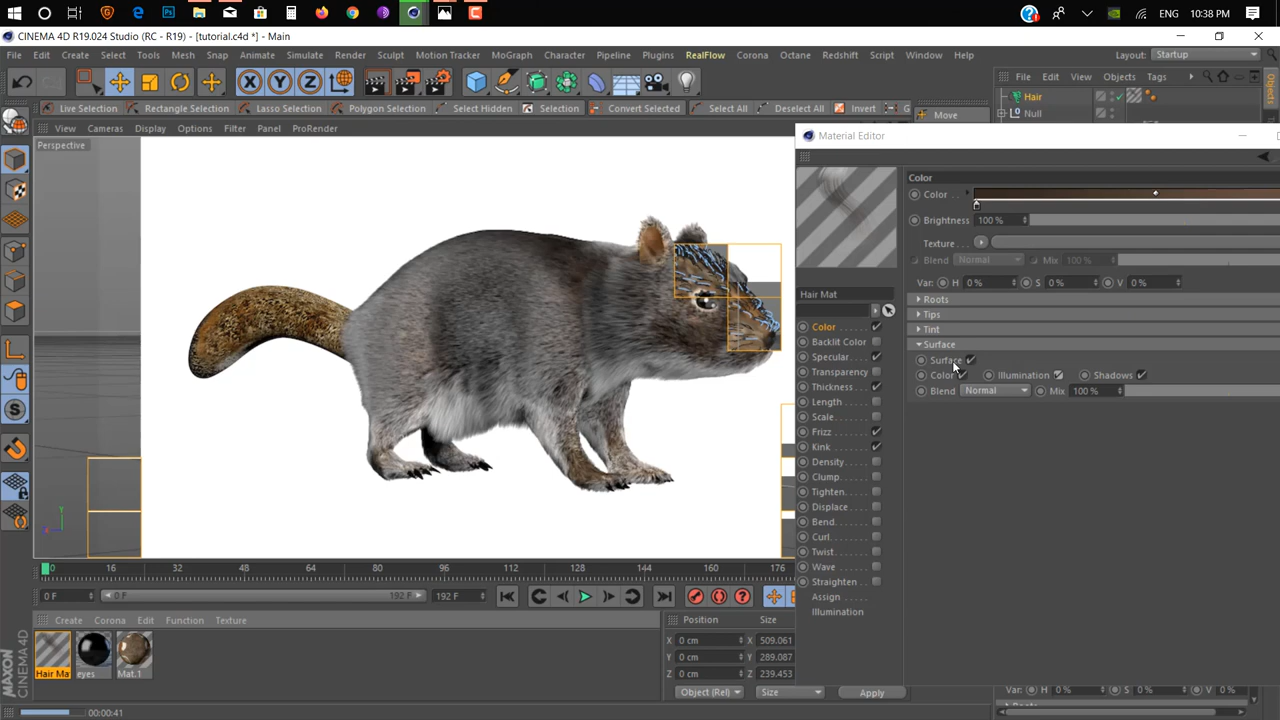 ENG 10:38 PM
CINEMA 4D R19.024 Studio (RC - R19) - [tutorial.c4d *] - Main
File Edit Create Select Tools Mesh Snap Animate Simulate Render Sculpt Motion Tracker MoGraph Character Pipeline Plugins RealFlow Corona Octane Redshift Script Window Help Layout: Startup
X Y Z File Edit View Objects Tags
Live Selection Rectangle Selection Lasso Selection Polygon Selection Select Hidden Selection Convert Selected Select All Deselect All Invert G
Hair
Move Null
View Cameras Display Options Filter Panel ProRender
Perspective
Material Editor
Color
Color . . .
Brightness 100 %
Texture . . .
Blend Normal Mix 100 %
Var: H 0 % S 0 % V 0 %
Roots
Tips
Tint
Surface
Surface
Color Illumination Shadows
Blend Normal Mix 100 %
Hair Mat
Color
Backlit Color
Specular
Transparency
Thickness
Length
Scale
Frizz
Kink
Density
Clump
Tighten
Displace
Bend
Curl
Twist
Wave
Straighten
Assign
Illumination
Y
0 16 32 48 64 80 96 112 128 144 160 176
0 F 0 F 192 F 192 F
Create Corona Edit Function Texture
Hair Ma eyes Mat.1
Position Size
X 0 cm X 509.061
Y 0 cm Y 289.087
Z 0 cm Z 239.453
Object (Rel) Size Apply
Var: H 0 % S 0 % V 0 %
MAXON CINEMA 4D
00:00:41
Objects